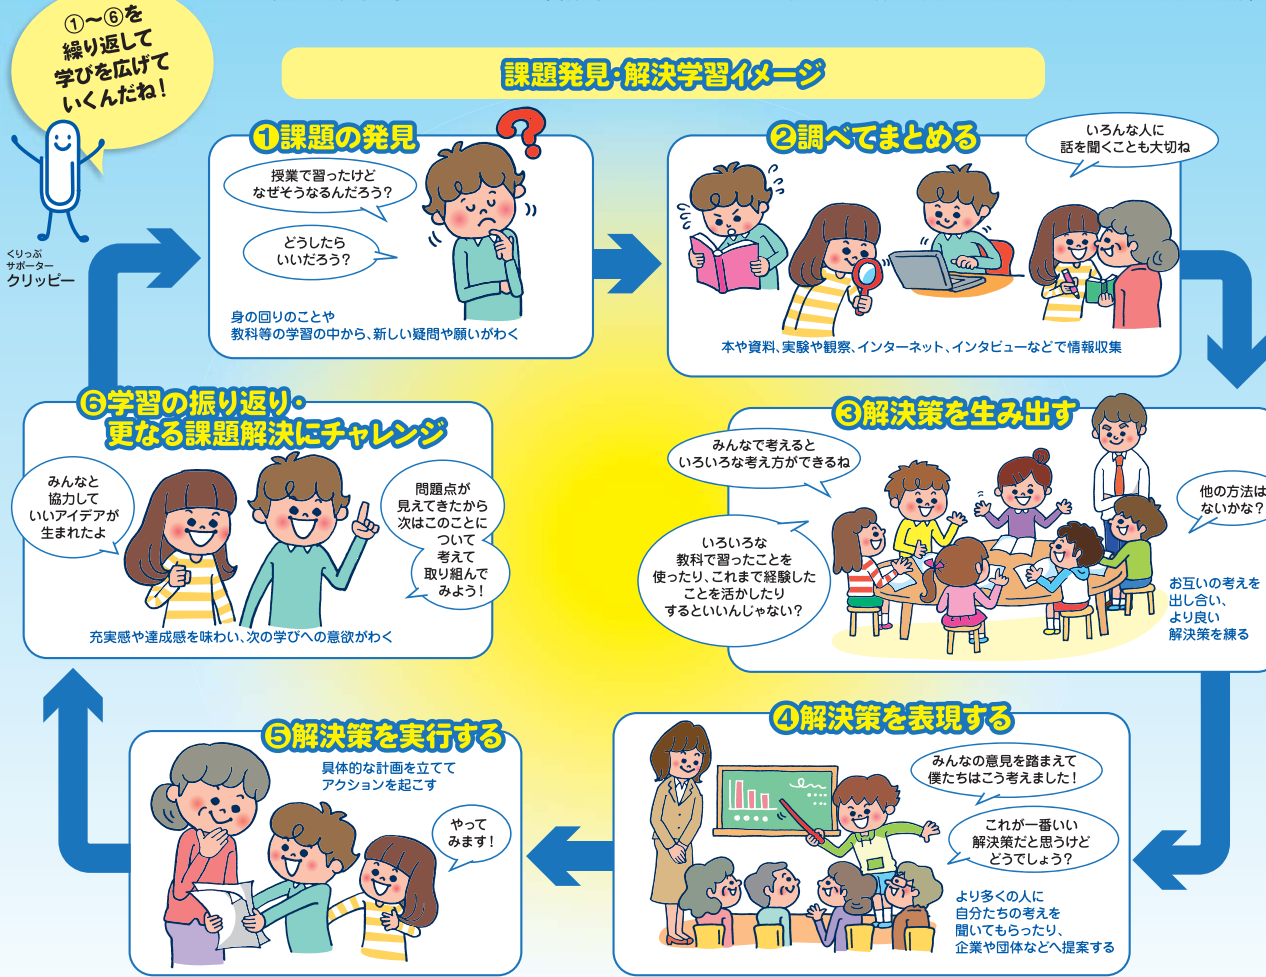 ①～⑥を
繰り返して
学びを広げて
いくんだね！
くりっぷ
サポーター
クリッピー
課題発見・解決学習イメージ
❶課題の発見
授業で習ったけど
なぜそうなるんだろう？
どうしたら
いいだろう？
身の回りのことや
教科等の学習の中から、新しい疑問や願いがわく
❷調べてまとめる
いろんな人に
話を聞くことも大切ね
本や資料、実験や観察、インターネット、インタビューなどで情報収集
❸解決策を生み出す
みんなで考えると
いろいろな考え方ができるね
いろいろな
教科で習ったことを
使ったり、これまで経験した
ことを活かしたり
するといいんじゃない？
他の方法は
ないかな？
お互いの考えを
出し合い、
より良い
解決策を練る
❹解決策を表現する
みんなの意見を踏まえて
僕たちはこう考えました！
これが一番いい
解決策だと思うけど
どうでしょう？
より多くの人に
自分たちの考えを
聞いてもらったり、
企業や団体などへ提案する
❺解決策を実行する
具体的な計画を立てて
アクションを起こす
やって
みます！
❻学習の振り返り・
更なる課題解決にチャレンジ
みんなと
協力して
いいアイデアが
生まれたよ
問題点が
見えてきたから
次はこのことに
ついて
考えて
取り組んで
みよう！
充実感や達成感を味わい、次の学びへの意欲がわく